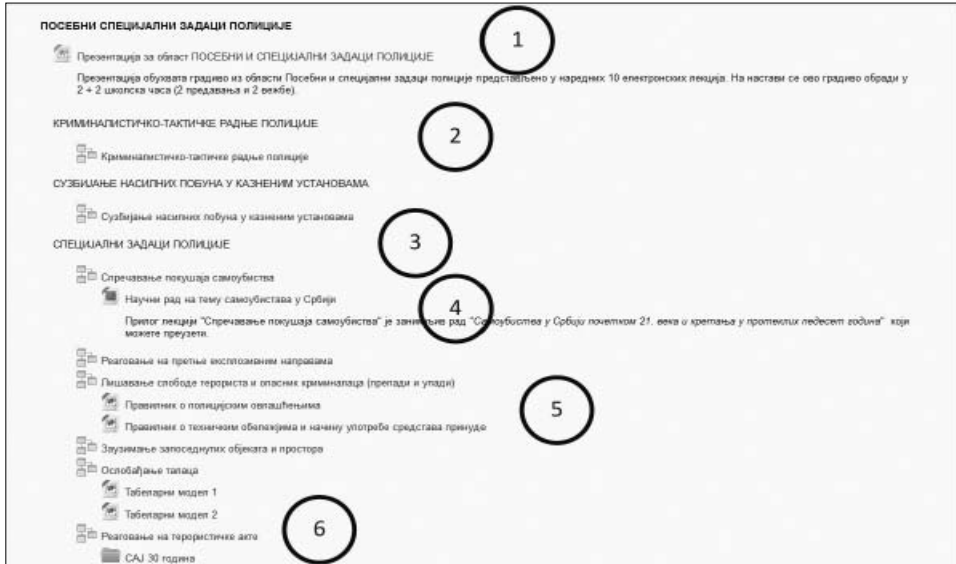 ПОСЕБНИ СПЕЦИЈАЛНИ ЗАДАЦИ ПОЛИЦИЈЕ
1
Презентација за област ПОСЕБНИ И СПЕЦИЈАЛНИ ЗАДАЦИ ПОЛИЦИЈЕ
Презентација обухвата градиво из области Посебни и специјални задаци полиције представљено у наредних 10 електронских лекција. На настави се ово градиво обради у
2 + 2 школска часа (2 предавања и 2 вежбе).
КРИМИНАЛИСТИЧКО-ТАКТИЧКЕ РАДЊЕ ПОЛИЦИЈЕ
2
Криминалистичко-тактичке радње полиције
СУЗБИЈАЊЕ НАСИЛНИХ ПОБУНА У КАЗНЕНИМ УСТАНОВАМА
Сузбијање насилних побуна у казненим установама
3
СПЕЦИЈАЛНИ ЗАДАЦИ ПОЛИЦИЈЕ
Спречавање покушаја самоубиства
Научни рад на тему самоубистава у Србији
4
Прилог лекцији "Спречавање покушаја самоубиства" је занимљив рад "Самоубиства у Србији почетком 21. века и кретања у протеклих педесет година" који
можете преузети.
Реаговање на претње експлозивним направама
Лишавање слободе терориста и опасних криминалаца (препади и упади)
Правилник о полицијским овлашћењима
5
Правилник о техничким обележјима и начину употребе средстава принуде
Заузимање запоседнутих објеката и простора
Ослобађање талаца
Табеларни модел 1
Табеларни модел 2
6
Реаговање на терористичке акте
САЈ 30 година